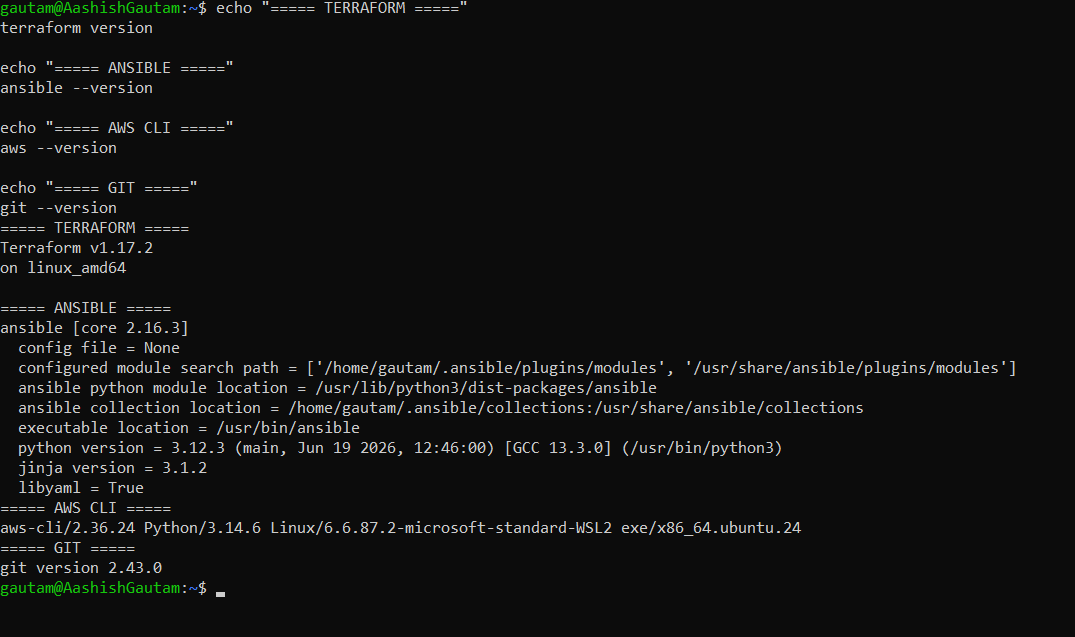 gautam@AashishGautam:~$ echo "===== TERRAFORM ====="
terraform version
echo "===== ANSIBLE ====="
ansible --version
echo "===== AWS CLI ====="
aws --version
echo "===== GIT ====="
git --version
===== TERRAFORM =====
Terraform v1.17.2
on linux_amd64
===== ANSIBLE =====
ansible [core 2.16.3]
  config file = None
  configured module search path = ['/home/gautam/.ansible/plugins/modules', '/usr/share/ansible/plugins/modules']
  ansible python module location = /usr/lib/python3/dist-packages/ansible
  ansible collection location = /home/gautam/.ansible/collections:/usr/share/ansible/collections
  executable location = /usr/bin/ansible
  python version = 3.12.3 (main, Jun 19 2026, 12:46:00) [GCC 13.3.0] (/usr/bin/python3)
  jinja version = 3.1.2
  libyaml = True
===== AWS CLI =====
aws-cli/2.36.24 Python/3.14.6 Linux/6.6.87.2-microsoft-standard-WSL2 exe/x86_64.ubuntu.24
===== GIT =====
git version 2.43.0
gautam@AashishGautam:~$